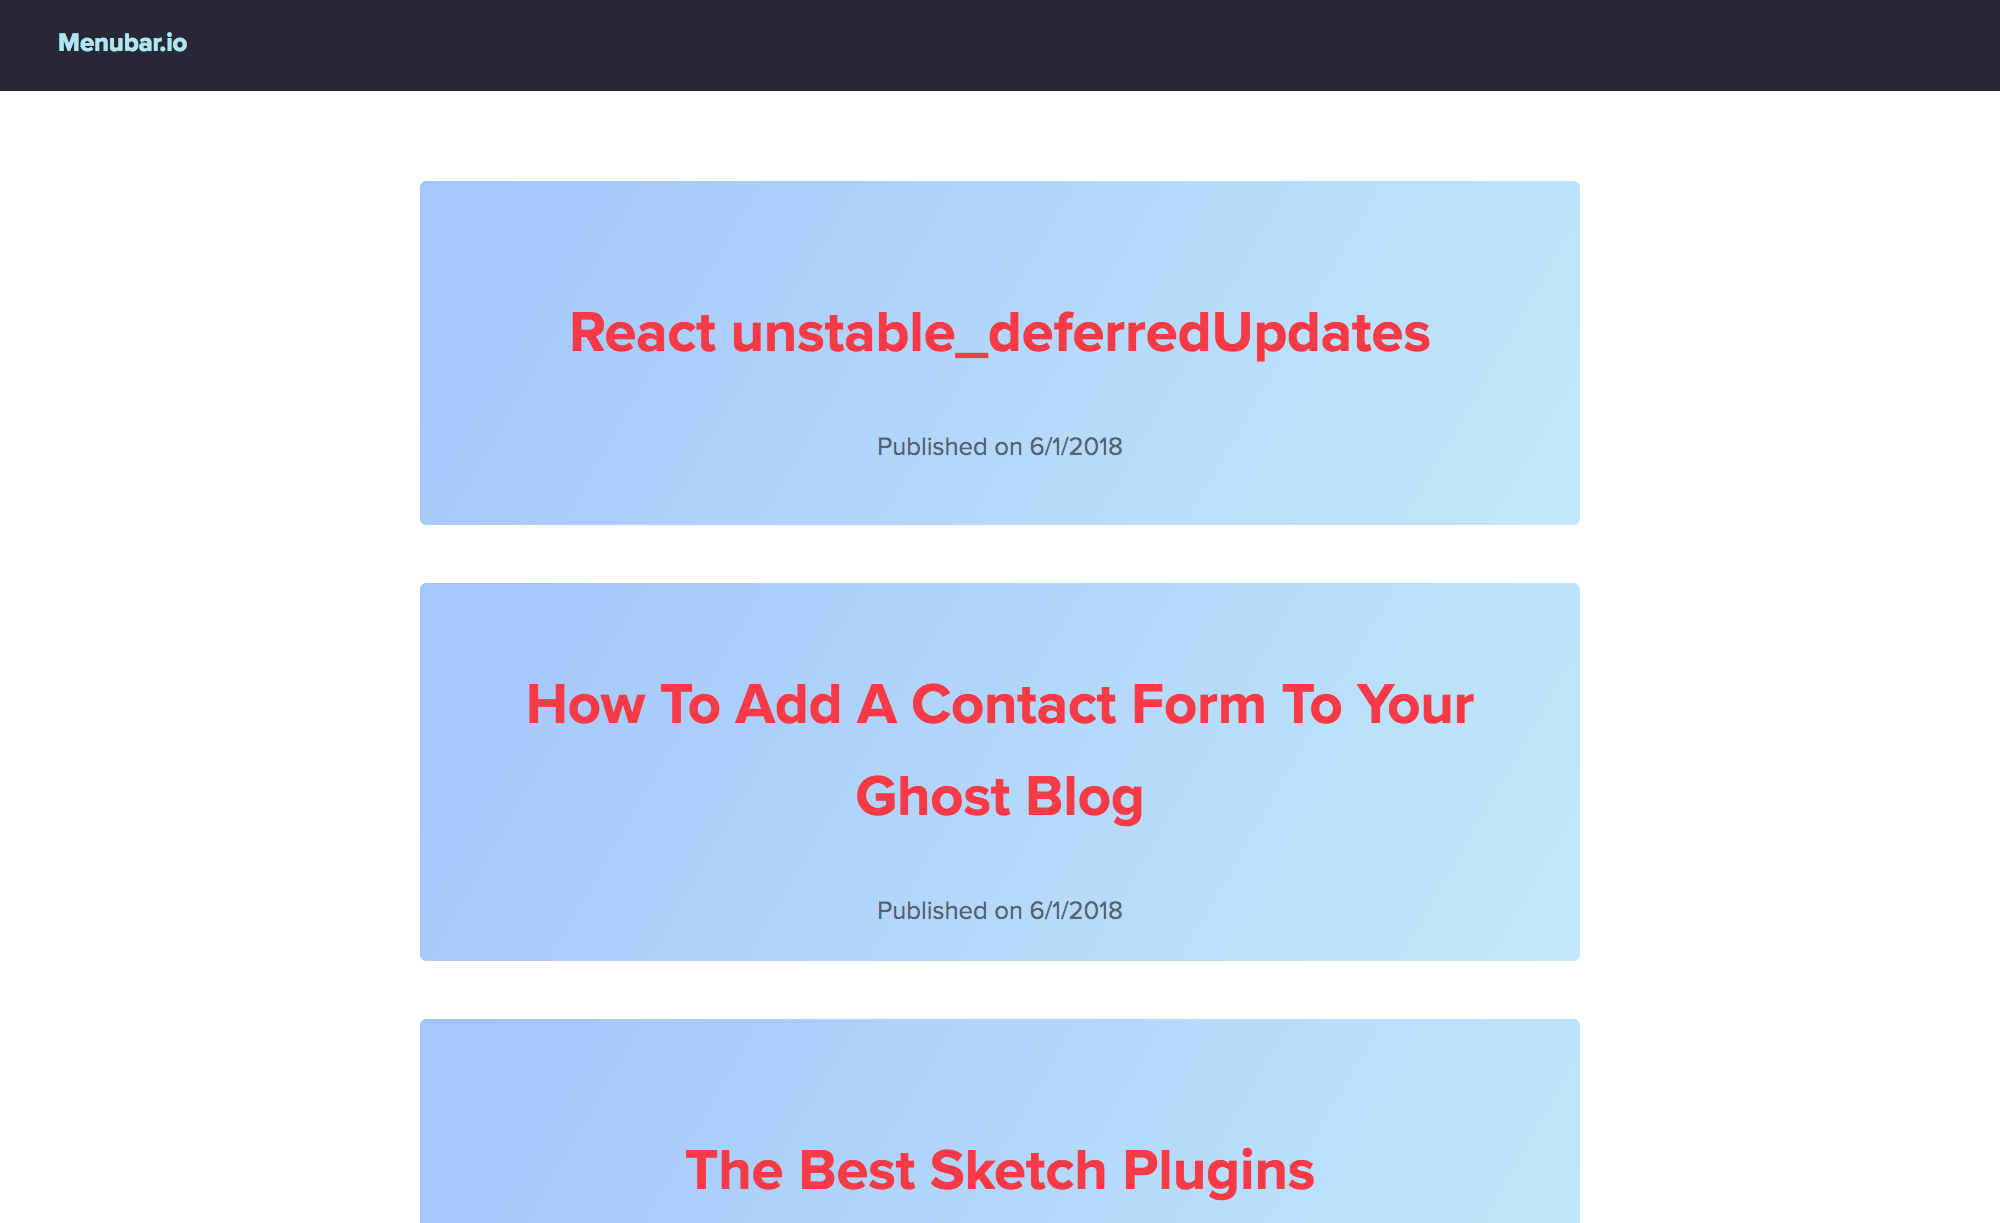 Menubar.io
React unstable_deferredUpdates
Published on 6/1/2018
How To Add A Contact Form To Your
Ghost Blog
Published on 6/1/2018
The Best Sketch Plugins